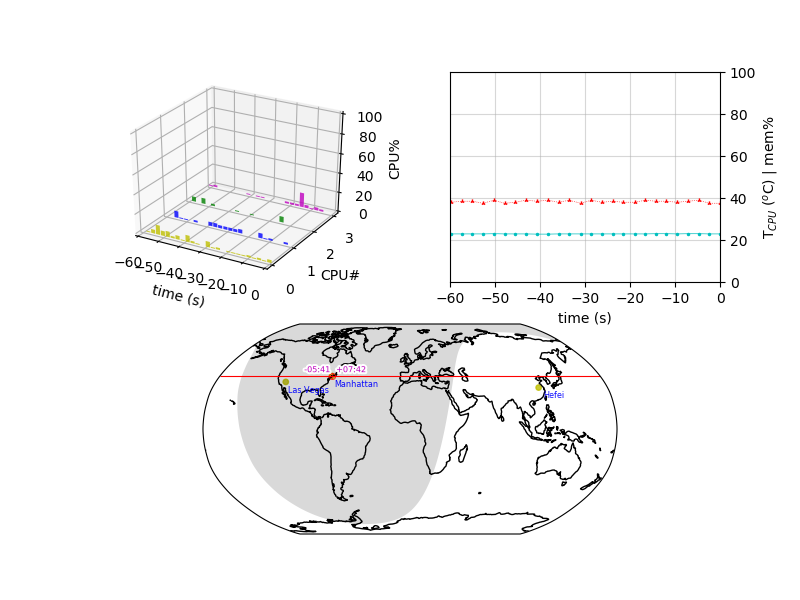 100
80
60
40
20
0
CPU%
3
2
1
0
CPU#
−60
−50
−40
−30
−20
−10
0
time (s)
100
80
60
40
20
0
T_CPU (°C) | mem%
−60 −50 −40 −30 −20 −10 0
time (s)
-05:41 +07:42
Manhattan
Las Vegas
Hefei